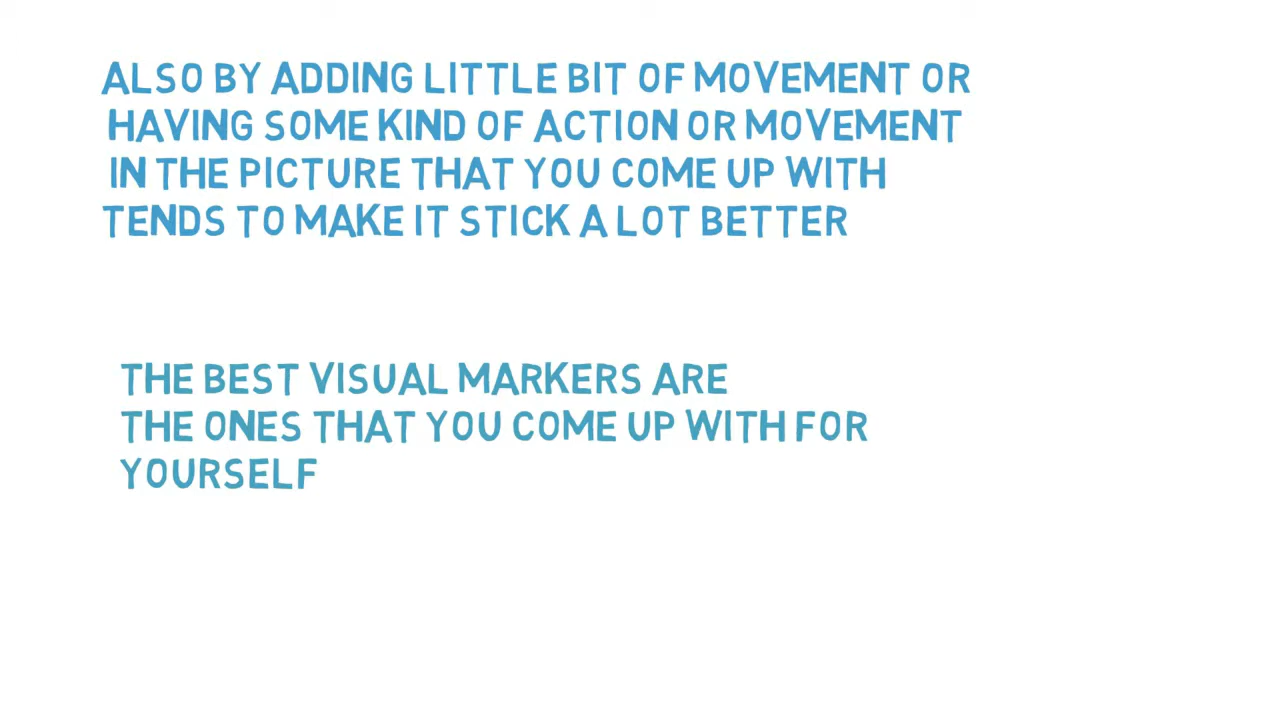 ALSO BY ADDING LITTLE BIT OF MOVEMENT OR
HAVING SOME KIND OF ACTION OR MOVEMENT
IN THE PICTURE THAT YOU COME UP WITH
TENDS TO MAKE IT STICK A LOT BETTER
THE BEST VISUAL MARKERS ARE
THE ONES THAT YOU COME UP WITH FOR
YOURSELF